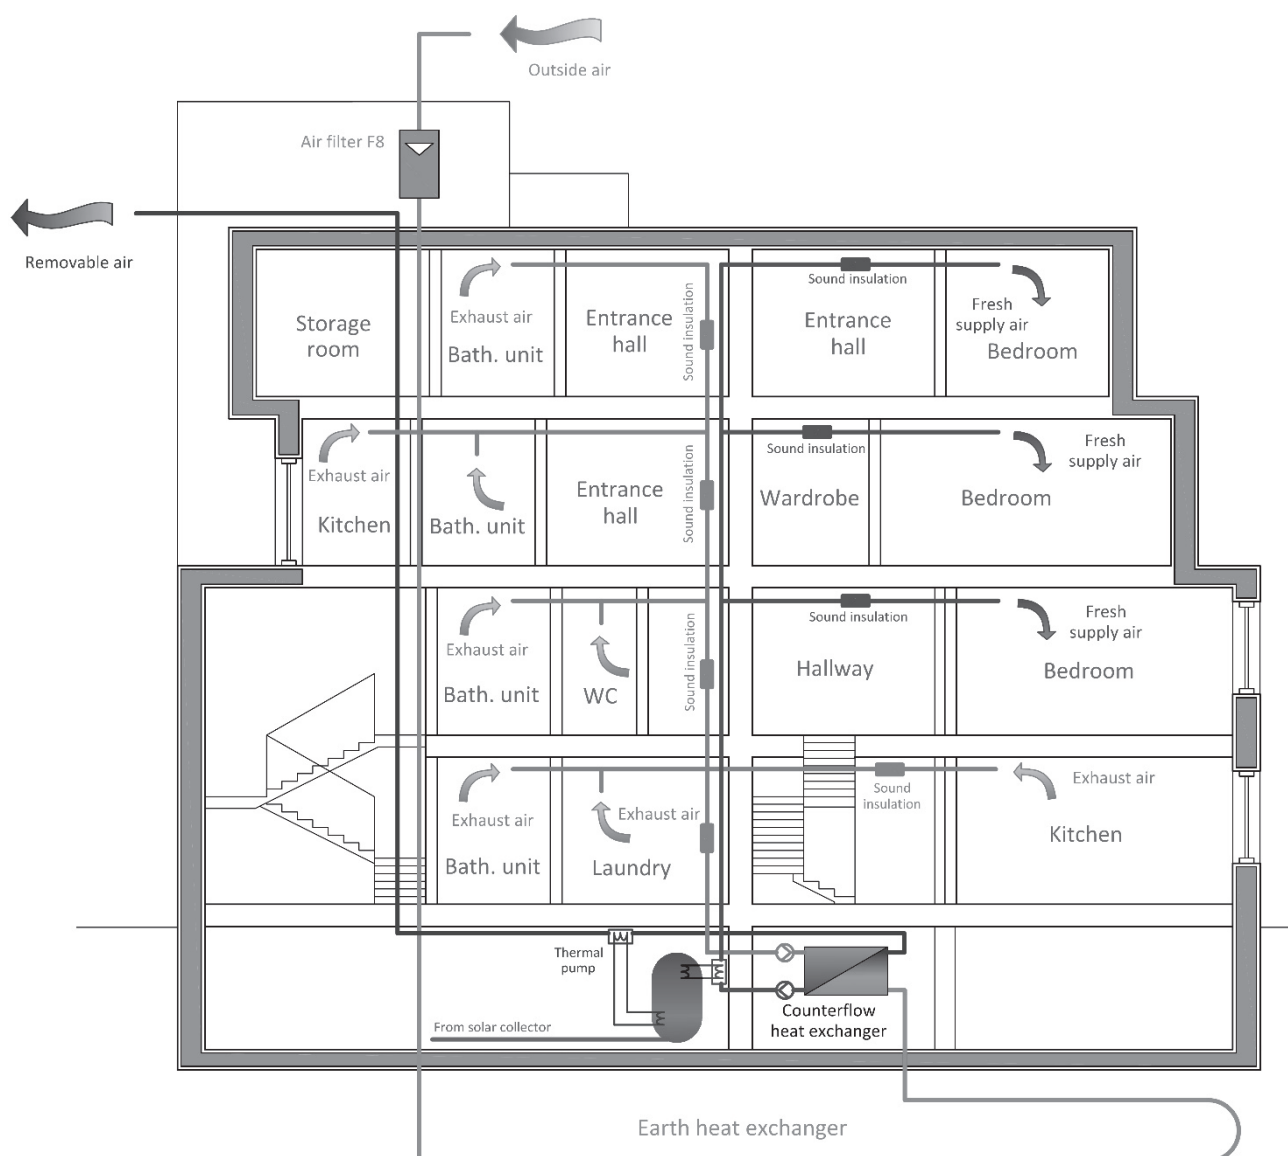 Outside air
Air filter F8
Removable air
Sound insulation
Storage
room
Exhaust air
Bath. unit
Entrance
hall
Sound insulation
Entrance
hall
Fresh
supply air
Bedroom
Sound insulation
Exhaust air
Kitchen
Bath. unit
Entrance
hall
Sound insulation
Wardrobe
Fresh
supply air
Bedroom
Sound insulation
Exhaust air
Bath. unit
WC
Sound insulation
Hallway
Fresh
supply air
Bedroom
Exhaust air
Bath. unit
Exhaust air
Laundry
Sound
insulation
Exhaust air
Kitchen
Thermal
pump
From solar collector
Counterflow
heat exchanger
Earth heat exchanger